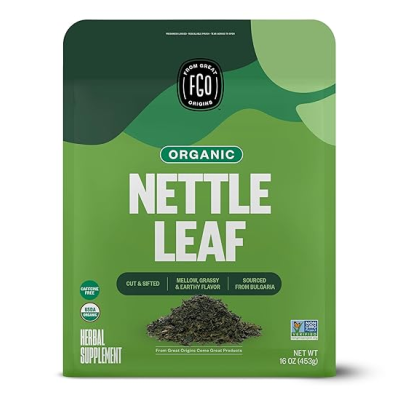 FROM GREAT
FGO
ORIGINS
ORGANIC
NETTLE
LEAF
CUT & SIFTED
MELLOW, GRASSY
& EARTHY FLAVOR
SOURCED
FROM BULGARIA
CAFFEINE
FREE
USDA
ORGANIC
HERBAL
SUPPLEMENT
From Great Origins Come Great Products
NET WT
16 OZ (453g)